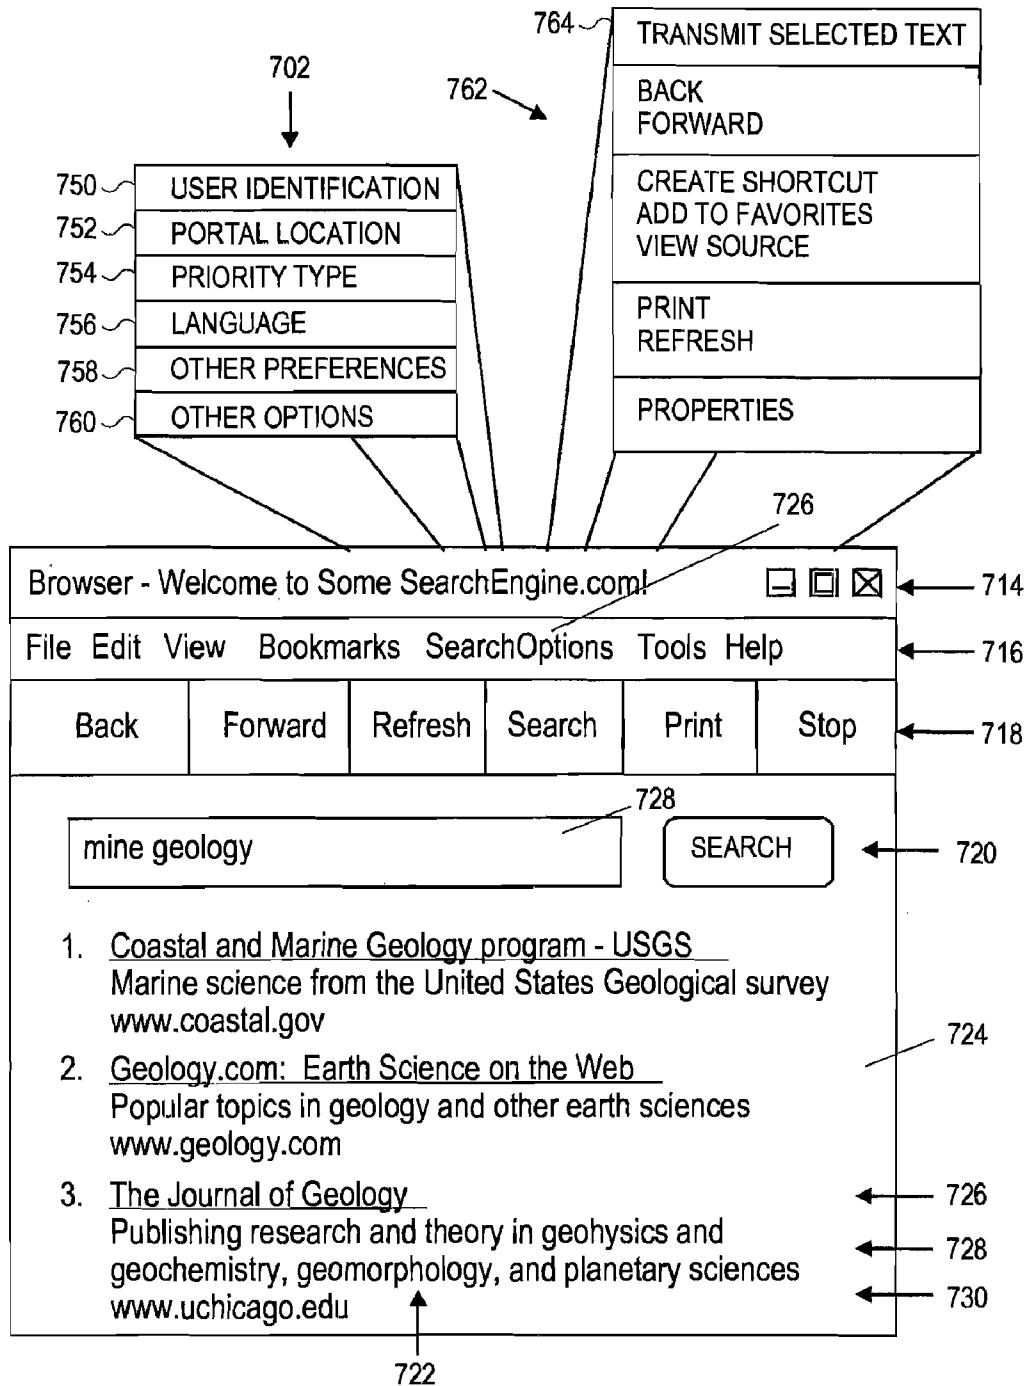 764
TRANSMIT SELECTED TEXT
BACK
FORWARD
CREATE SHORTCUT
ADD TO FAVORITES
VIEW SOURCE
PRINT
REFRESH
PROPERTIES
762
702
750 USER IDENTIFICATION
752 PORTAL LOCATION
754 PRIORITY TYPE
756 LANGUAGE
758 OTHER PREFERENCES
760 OTHER OPTIONS
726
Browser - Welcome to Some SearchEngine.com! 714
File Edit View Bookmarks SearchOptions Tools Help 716
Back Forward Refresh Search Print Stop 718
728
mine geology SEARCH 720
1. Coastal and Marine Geology program - USGS
Marine science from the United States Geological survey
www.coastal.gov
724
2. Geology.com: Earth Science on the Web
Popular topics in geology and other earth sciences
www.geology.com
3. The Journal of Geology 726
Publishing research and theory in geohysics and
728
geochemistry, geomorphology, and planetary sciences
www.uchicago.edu 730
722